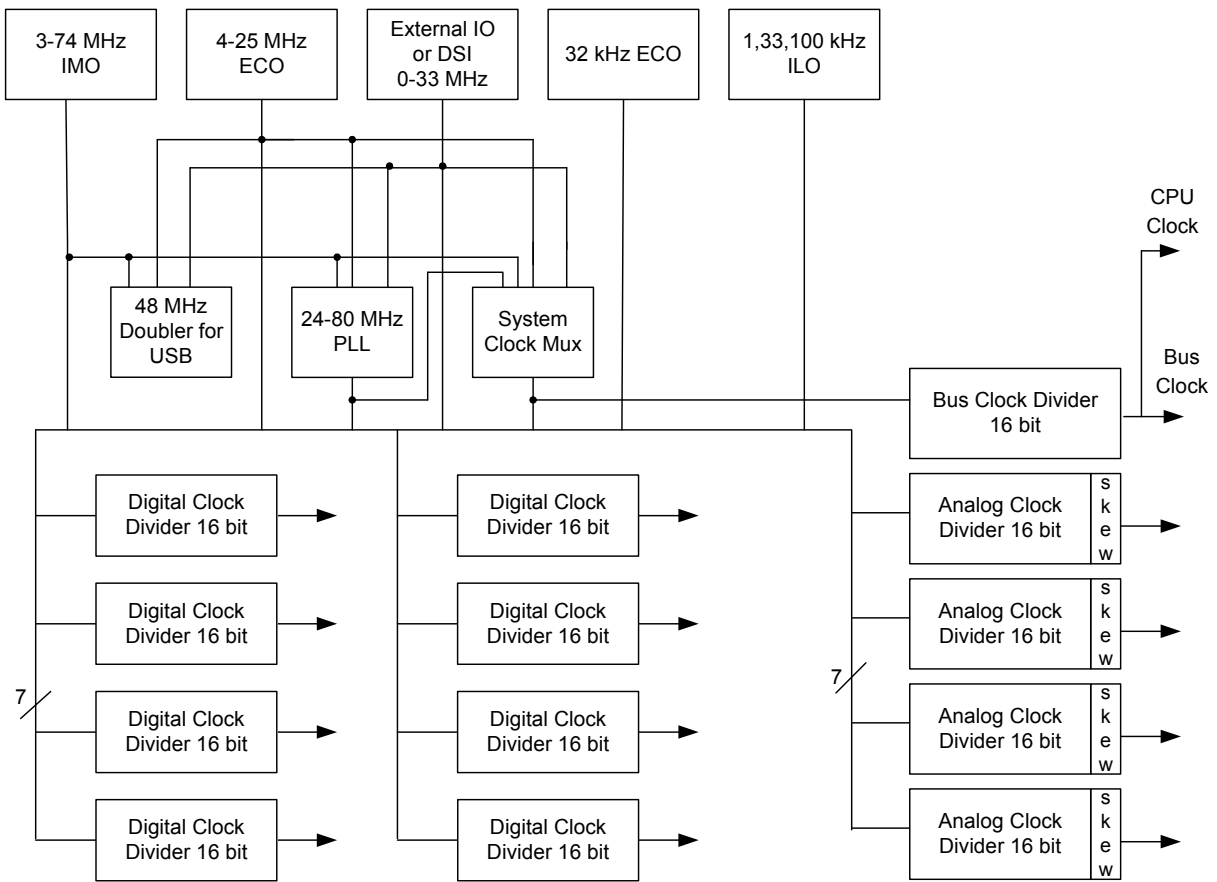 3-74 MHz
IMO
4-25 MHz
ECO
External IO
or DSI
0-33 MHz
32 kHz ECO
1,33,100 kHz
ILO
CPU
Clock
48 MHz
Doubler for
USB
24-80 MHz
PLL
System
Clock Mux
Bus
Clock
Bus Clock Divider
16 bit
Digital Clock
Divider 16 bit
Digital Clock
Divider 16 bit
Analog Clock
Divider 16 bit
s
k
e
w
Digital Clock
Divider 16 bit
Digital Clock
Divider 16 bit
Analog Clock
Divider 16 bit
s
k
e
w
7
7
Digital Clock
Divider 16 bit
Digital Clock
Divider 16 bit
Analog Clock
Divider 16 bit
s
k
e
w
Digital Clock
Divider 16 bit
Digital Clock
Divider 16 bit
Analog Clock
Divider 16 bit
s
k
e
w